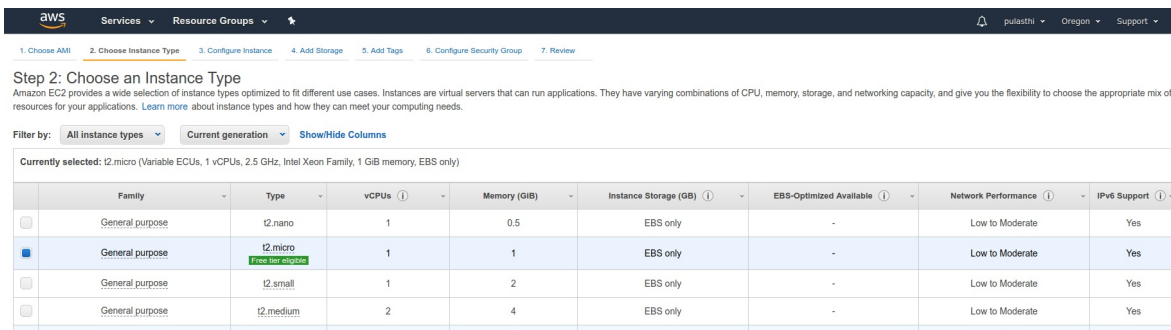 aws Services Resource Groups pulasthi Oregon Support
1. Choose AMI 2. Choose Instance Type 3. Configure Instance 4. Add Storage 5. Add Tags 6. Configure Security Group 7. Review
Step 2: Choose an Instance Type
Amazon EC2 provides a wide selection of instance types optimized to fit different use cases. Instances are virtual servers that can run applications. They have varying combinations of CPU, memory, storage, and networking capacity, and give you the flexibility to choose the appropriate mix of
resources for your applications. Learn more about instance types and how they can meet your computing needs.
Filter by: All instance types Current generation Show/Hide Columns
Currently selected: t2.micro (Variable ECUs, 1 vCPUs, 2.5 GHz, Intel Xeon Family, 1 GiB memory, EBS only)
Family Type vCPUs Memory (GiB) Instance Storage (GB) EBS-Optimized Available Network Performance IPv6 Support
General purpose t2.nano 1 0.5 EBS only - Low to Moderate Yes
General purpose t2.micro 1 1 EBS only - Low to Moderate Yes
Free tier eligible
General purpose t2.small 1 2 EBS only - Low to Moderate Yes
General purpose t2.medium 2 4 EBS only - Low to Moderate Yes